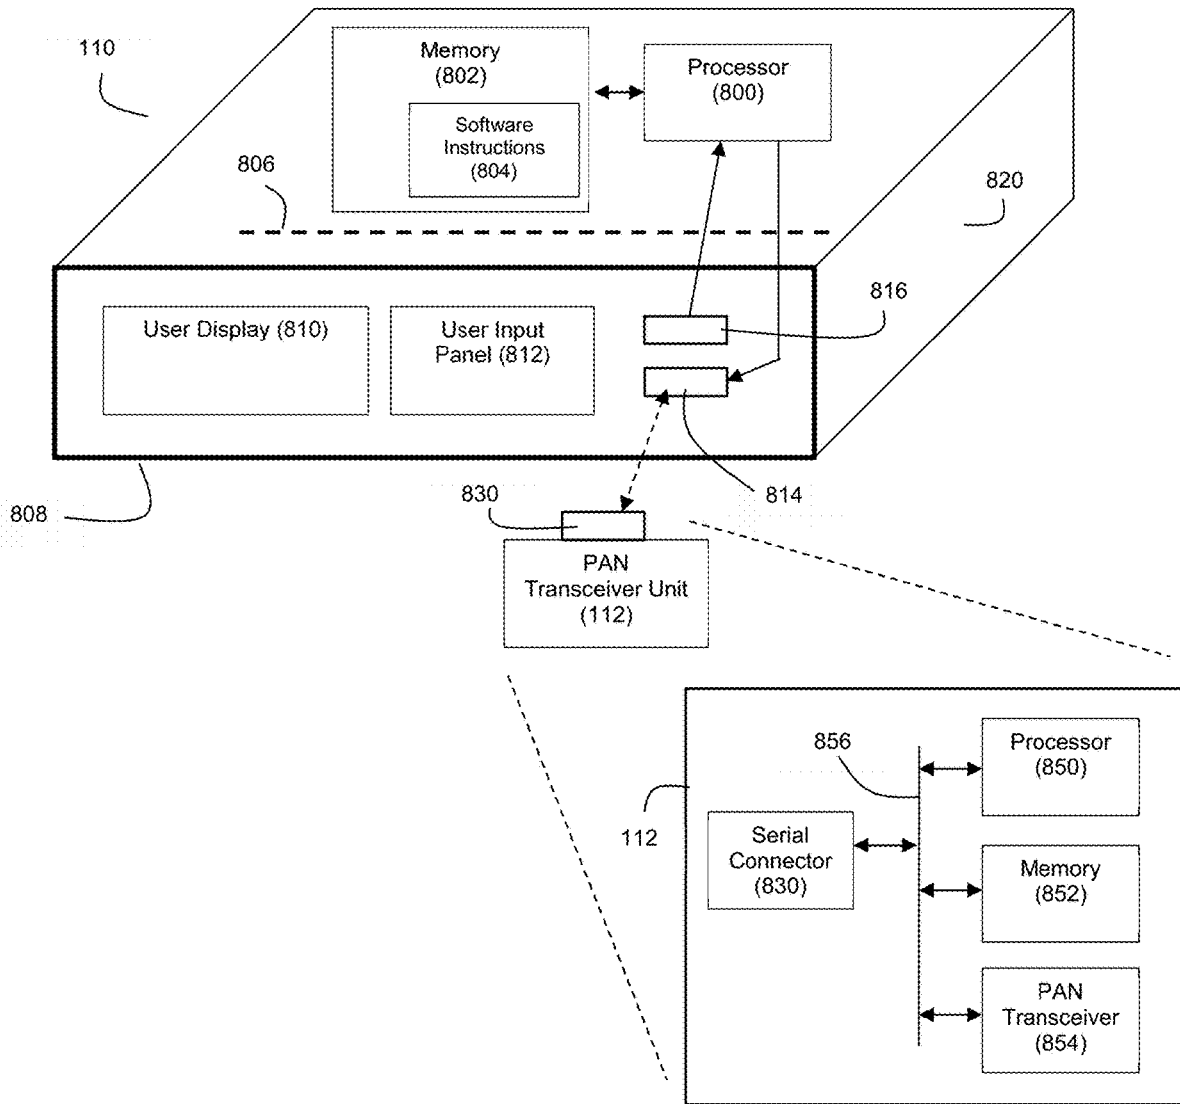 110
Memory
(802)
Processor
(800)
Software
Instructions
(804)
806
820
816
User Display (810)
User Input
Panel (812)
830
814
808
PAN
Transceiver Unit
(112)
856
Processor
(850)
112
Serial
Connector
(830)
Memory
(852)
PAN
Transceiver
(854)